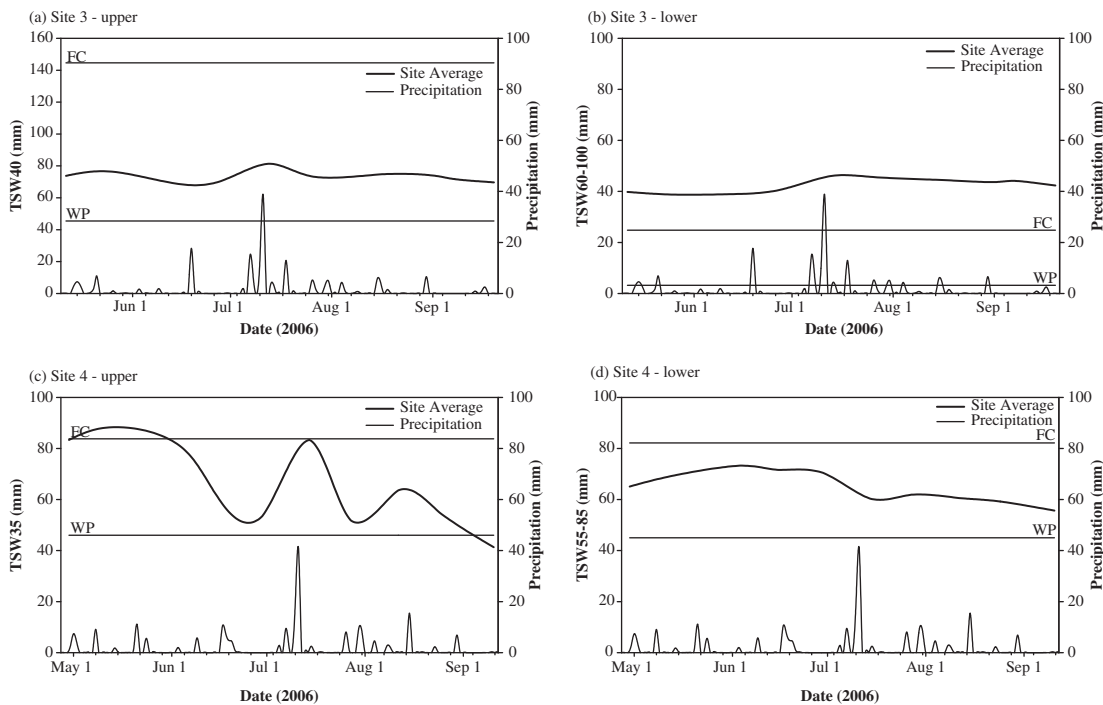 (a) Site 3 - upper
160
140
120
100
80
60
40
20
0
TSW40 (mm)
FC
WP
Site Average
Precipitation
100
80
60
40
20
0
Precipitation (mm)
Jun 1
Jul 1
Aug 1
Sep 1
Date (2006)
(b) Site 3 - lower
100
80
60
40
20
0
TSW60-100 (mm)
Site Average
Precipitation
FC
WP
100
80
60
40
20
0
Precipitation (mm)
Jun 1
Jul 1
Aug 1
Sep 1
Date (2006)
(c) Site 4 - upper
100
80
60
40
20
0
TSW35 (mm)
FC
WP
Site Average
Precipitation
100
80
60
40
20
0
Precipitation (mm)
May 1
Jun 1
Jul 1
Aug 1
Sep 1
Date (2006)
(d) Site 4 - lower
100
80
60
40
20
0
TSW55-85 (mm)
Site Average
Precipitation
FC
WP
100
80
60
40
20
0
Precipitation (mm)
May 1
Jun 1
Jul 1
Aug 1
Sep 1
Date (2006)